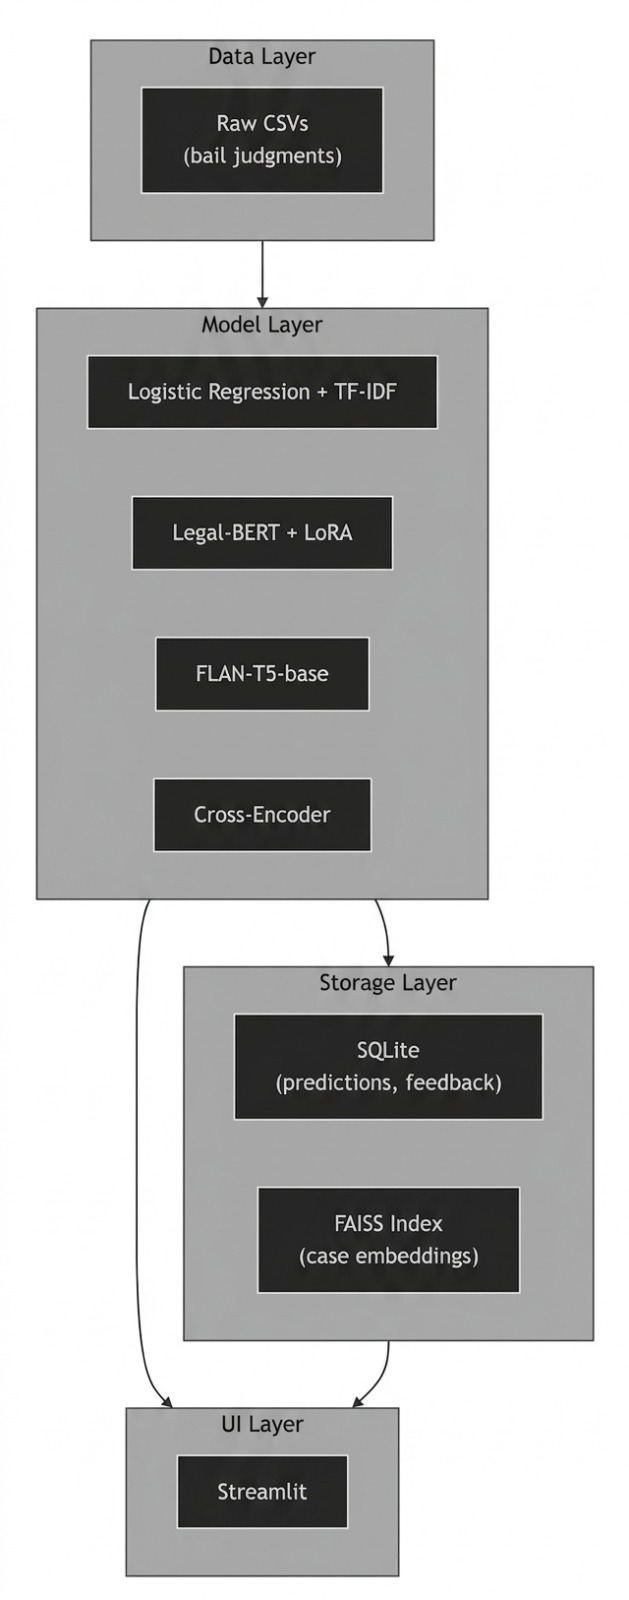 Data Layer
Raw CSVs
(bail judgments)
Model Layer
Logistic Regression + TF-IDF
Legal-BERT + LoRA
FLAN-T5-base
Cross-Encoder
Storage Layer
SQLite
(predictions, feedback)
FAISS Index
(case embeddings)
UI Layer
Streamlit